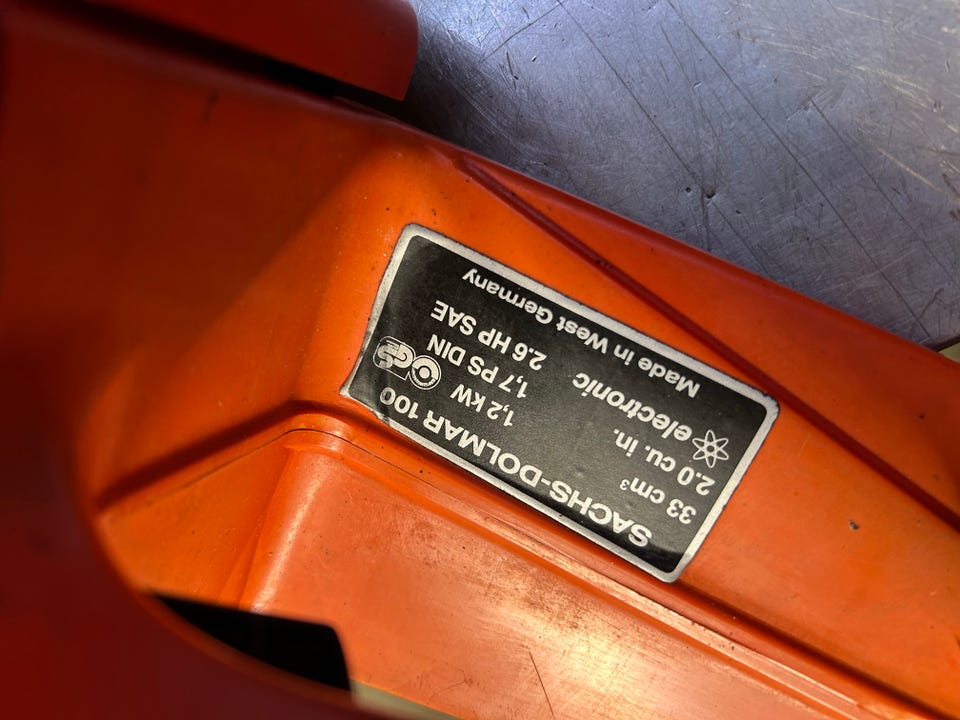 SACHS-DOLMAR 100
33 cm³ 1,2 kW
2.0 cu. in. 1,7 PS DIN
electronic 2.6 HP SAE
Made in West Germany
GS